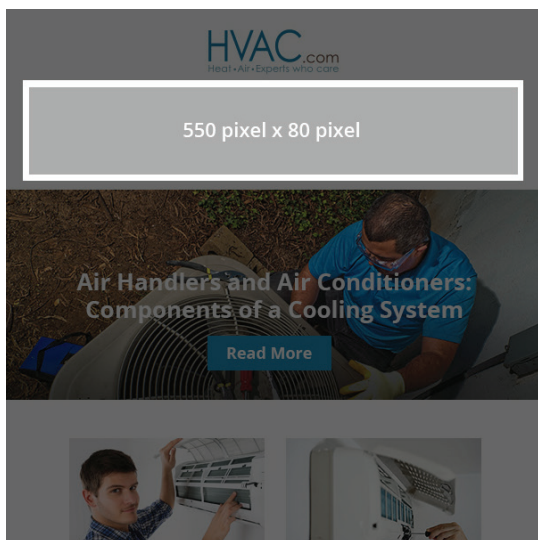 HVAC.com
Heat•Air•Experts who care
550 pixel x 80 pixel
Air Handlers and Air Conditioners:
Components of a Cooling System
Read More